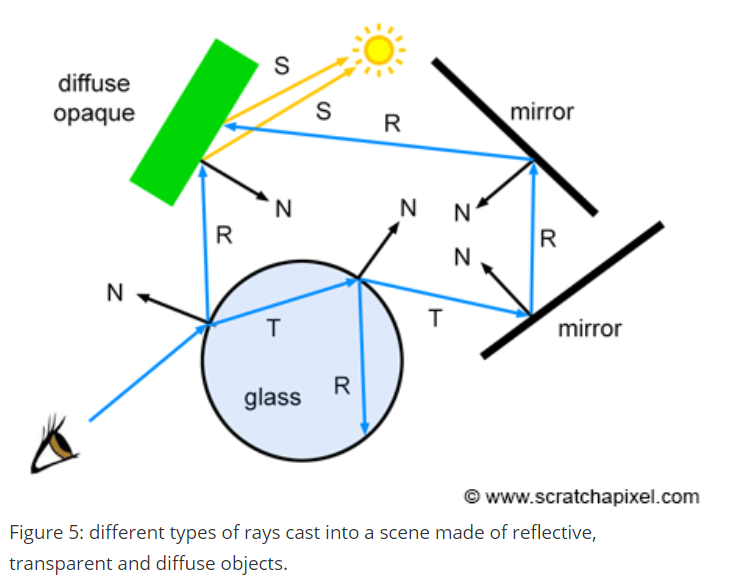 diffuse
opaque
S
S
R
mirror
N
N
N
R
N
R
N
T
T
mirror
glass
R
© www.scratchapixel.com
Figure 5: different types of rays cast into a scene made of reflective,
transparent and diffuse objects.